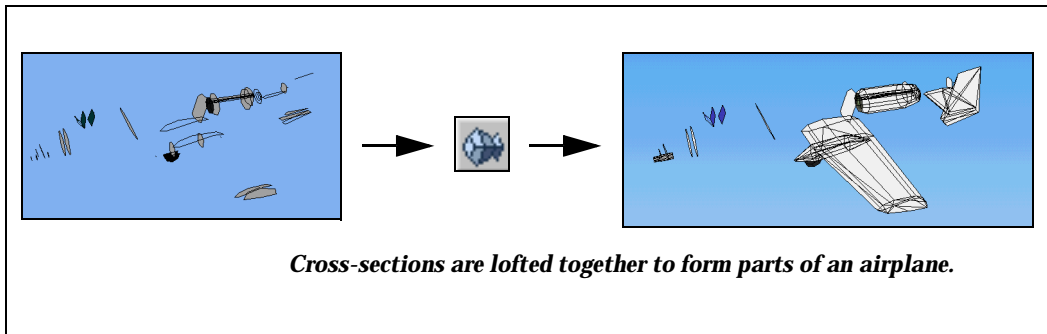 Cross-sections are lofted together to form parts of an airplane.